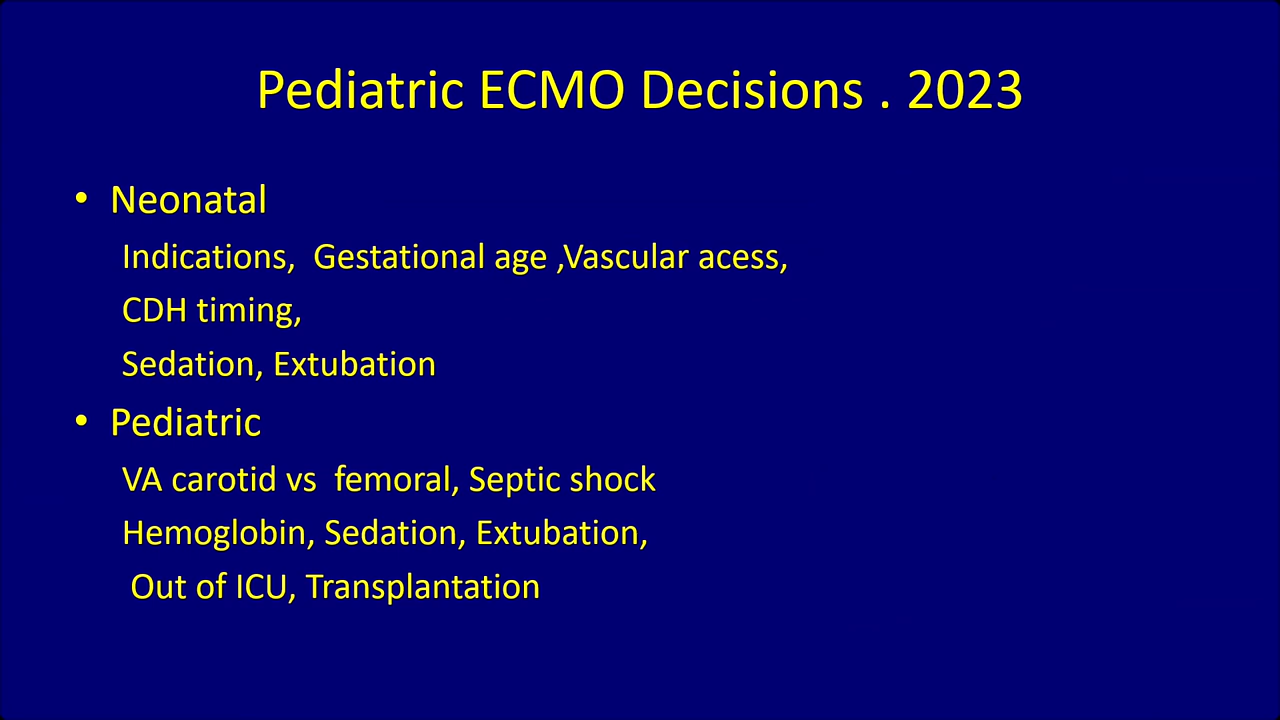 Pediatric ECMO Decisions . 2023
• Neonatal
Indications,  Gestational age ,Vascular acess,
CDH timing,
Sedation, Extubation
• Pediatric
VA carotid vs  femoral, Septic shock
Hemoglobin, Sedation, Extubation,
Out of ICU, Transplantation